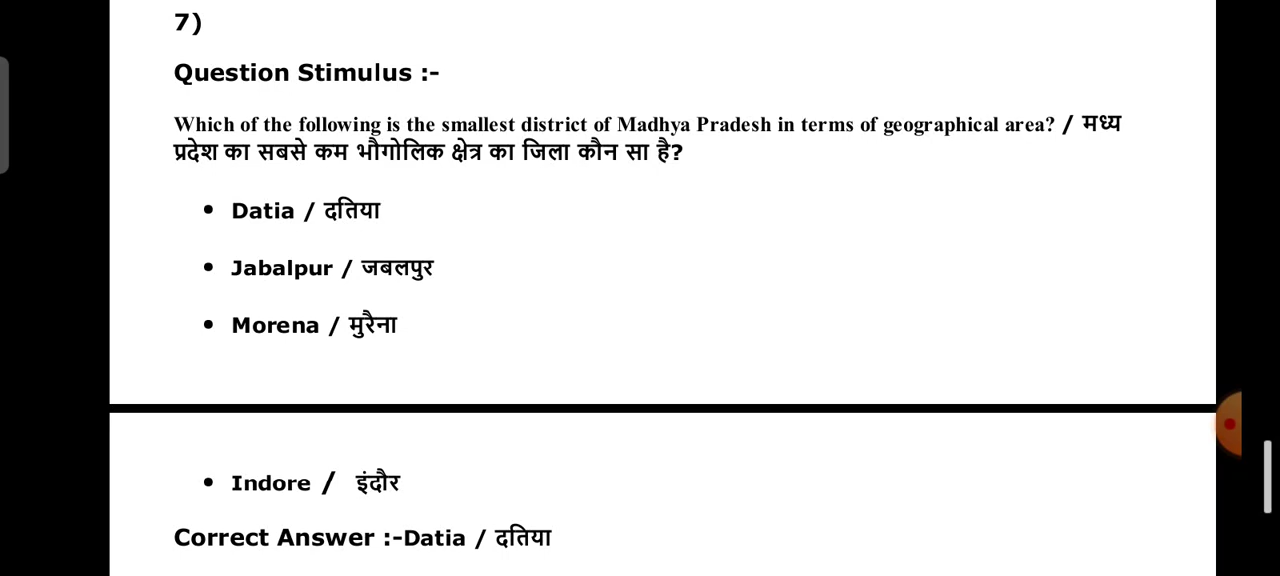 7)
Question Stimulus :-
Which of the following is the smallest district of Madhya Pradesh in terms of geographical area? / मध्य
प्रदेश का सबसे कम भौगोलिक क्षेत्र का जिला कौन सा है?
• Datia / दतिया
• Jabalpur / जबलपुर
• Morena / मुरैना
• Indore / इंदौर
Correct Answer :-Datia / दतिया